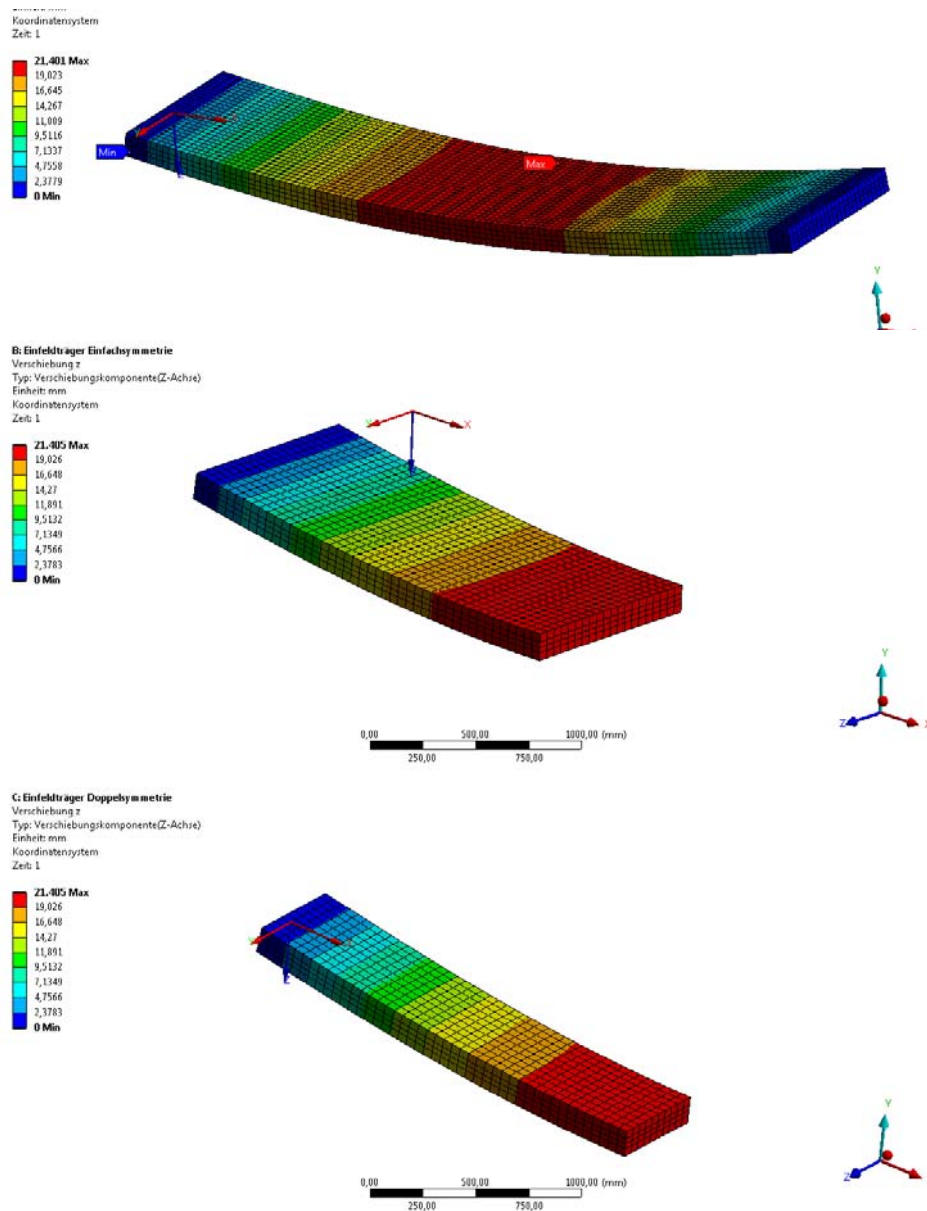 Koordinatensystem
Zeit: 1
21,401 Max
19,023
16,645
14,267
11,889
9,5116
7,1337
4,7558
2,3779
0 Min
Min
Max
Y
B: Einfeldträger Einfachsymmetrie
Verschiebung z
Typ: Verschiebungskomponente(Z-Achse)
Einheit: mm
Koordinatensystem
Zeit: 1
21,405 Max
19,026
16,648
14,27
11,891
9,5132
7,1349
4,7566
2,3783
0 Min
X
Y
Z
X
0,00 500,00 1000,00 (mm)
250,00 750,00
C: Einfeldträger Doppelsymmetrie
Verschiebung z
Typ: Verschiebungskomponente(Z-Achse)
Einheit: mm
Koordinatensystem
Zeit: 1
21,405 Max
19,026
16,648
14,27
11,891
9,5132
7,1349
4,7566
2,3783
0 Min
Z
Y
Z
0,00 500,00 1000,00 (mm)
250,00 750,00